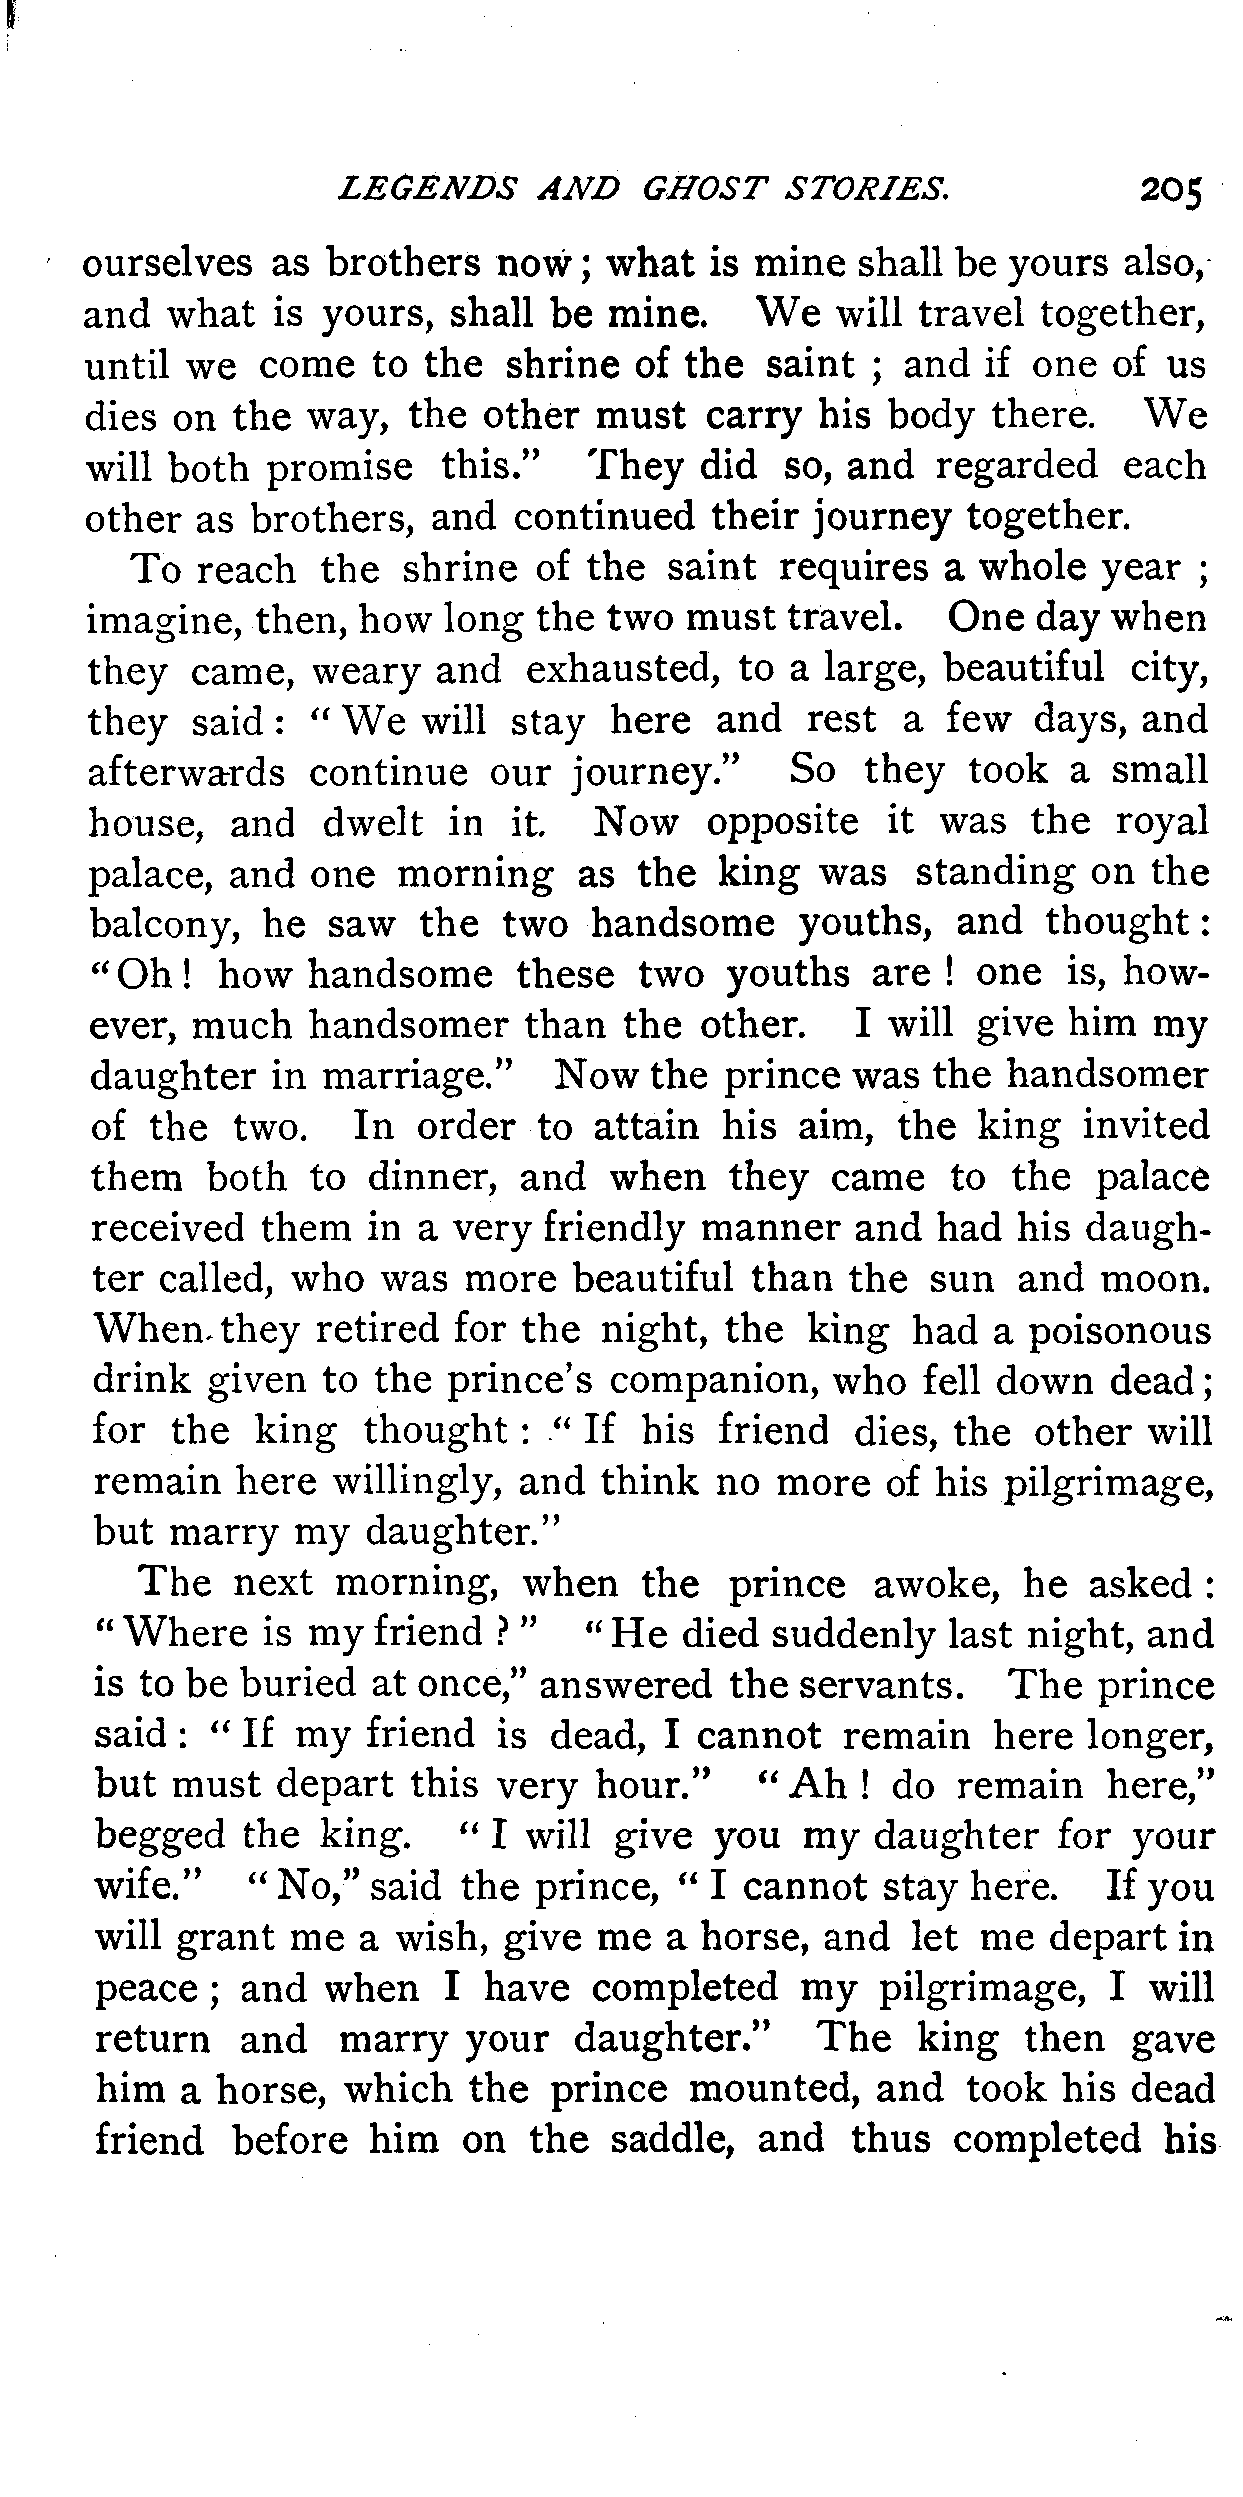 LEGENDS AND GHOST STORIES. 205
ourselves as brothers now; what is mine shall be yours also,
and what is yours, shall be mine. We will travel together,
until we come to the shrine of the saint ; and if one of us
dies on the way, the other must carry his body there. We
will both promise this.” They did so, and regarded each
other as brothers, and continued their journey together.
To reach the shrine of the saint requires a whole year ;
imagine, then, how long the two must travel. One day when
they came, weary and exhausted, to a large, beautiful city,
they said : “ We will stay here and rest a few days, and
afterwards continue our journey.” So they took a small
house, and dwelt in it. Now opposite it was the royal
palace, and one morning as the king was standing on the
balcony, he saw the two handsome youths, and thought :
“Oh ! how handsome these two youths are ! one is, how-
ever, much handsomer than the other. I will give him my
daughter in marriage.” Now the prince was the handsomer
of the two. In order to attain his aim, the king invited
them both to dinner, and when they came to the palace
received them in a very friendly manner and had his daugh-
ter called, who was more beautiful than the sun and moon.
When they retired for the night, the king had a poisonous
drink given to the prince's companion, who fell down dead ;
for the king thought : “ If his friend dies, the other will
remain here willingly, and think no more of his pilgrimage,
but marry my daughter.”
The next morning, when the prince awoke, he asked :
“ Where is my friend ? ” “ He died suddenly last night, and
is to be buried at once,” answered the servants. The prince
said : “ If my friend is dead, I cannot remain here longer,
but must depart this very hour.” “ Ah ! do remain here,”
begged the king. “ I will give you my daughter for your
wife.” “ No,” said the prince, “ I cannot stay here. If you
will grant me a wish, give me a horse, and let me depart in
peace ; and when I have completed my pilgrimage, I will
return and marry your daughter.” The king then gave
him a horse, which the prince mounted, and took his dead
friend before him on the saddle, and thus completed his